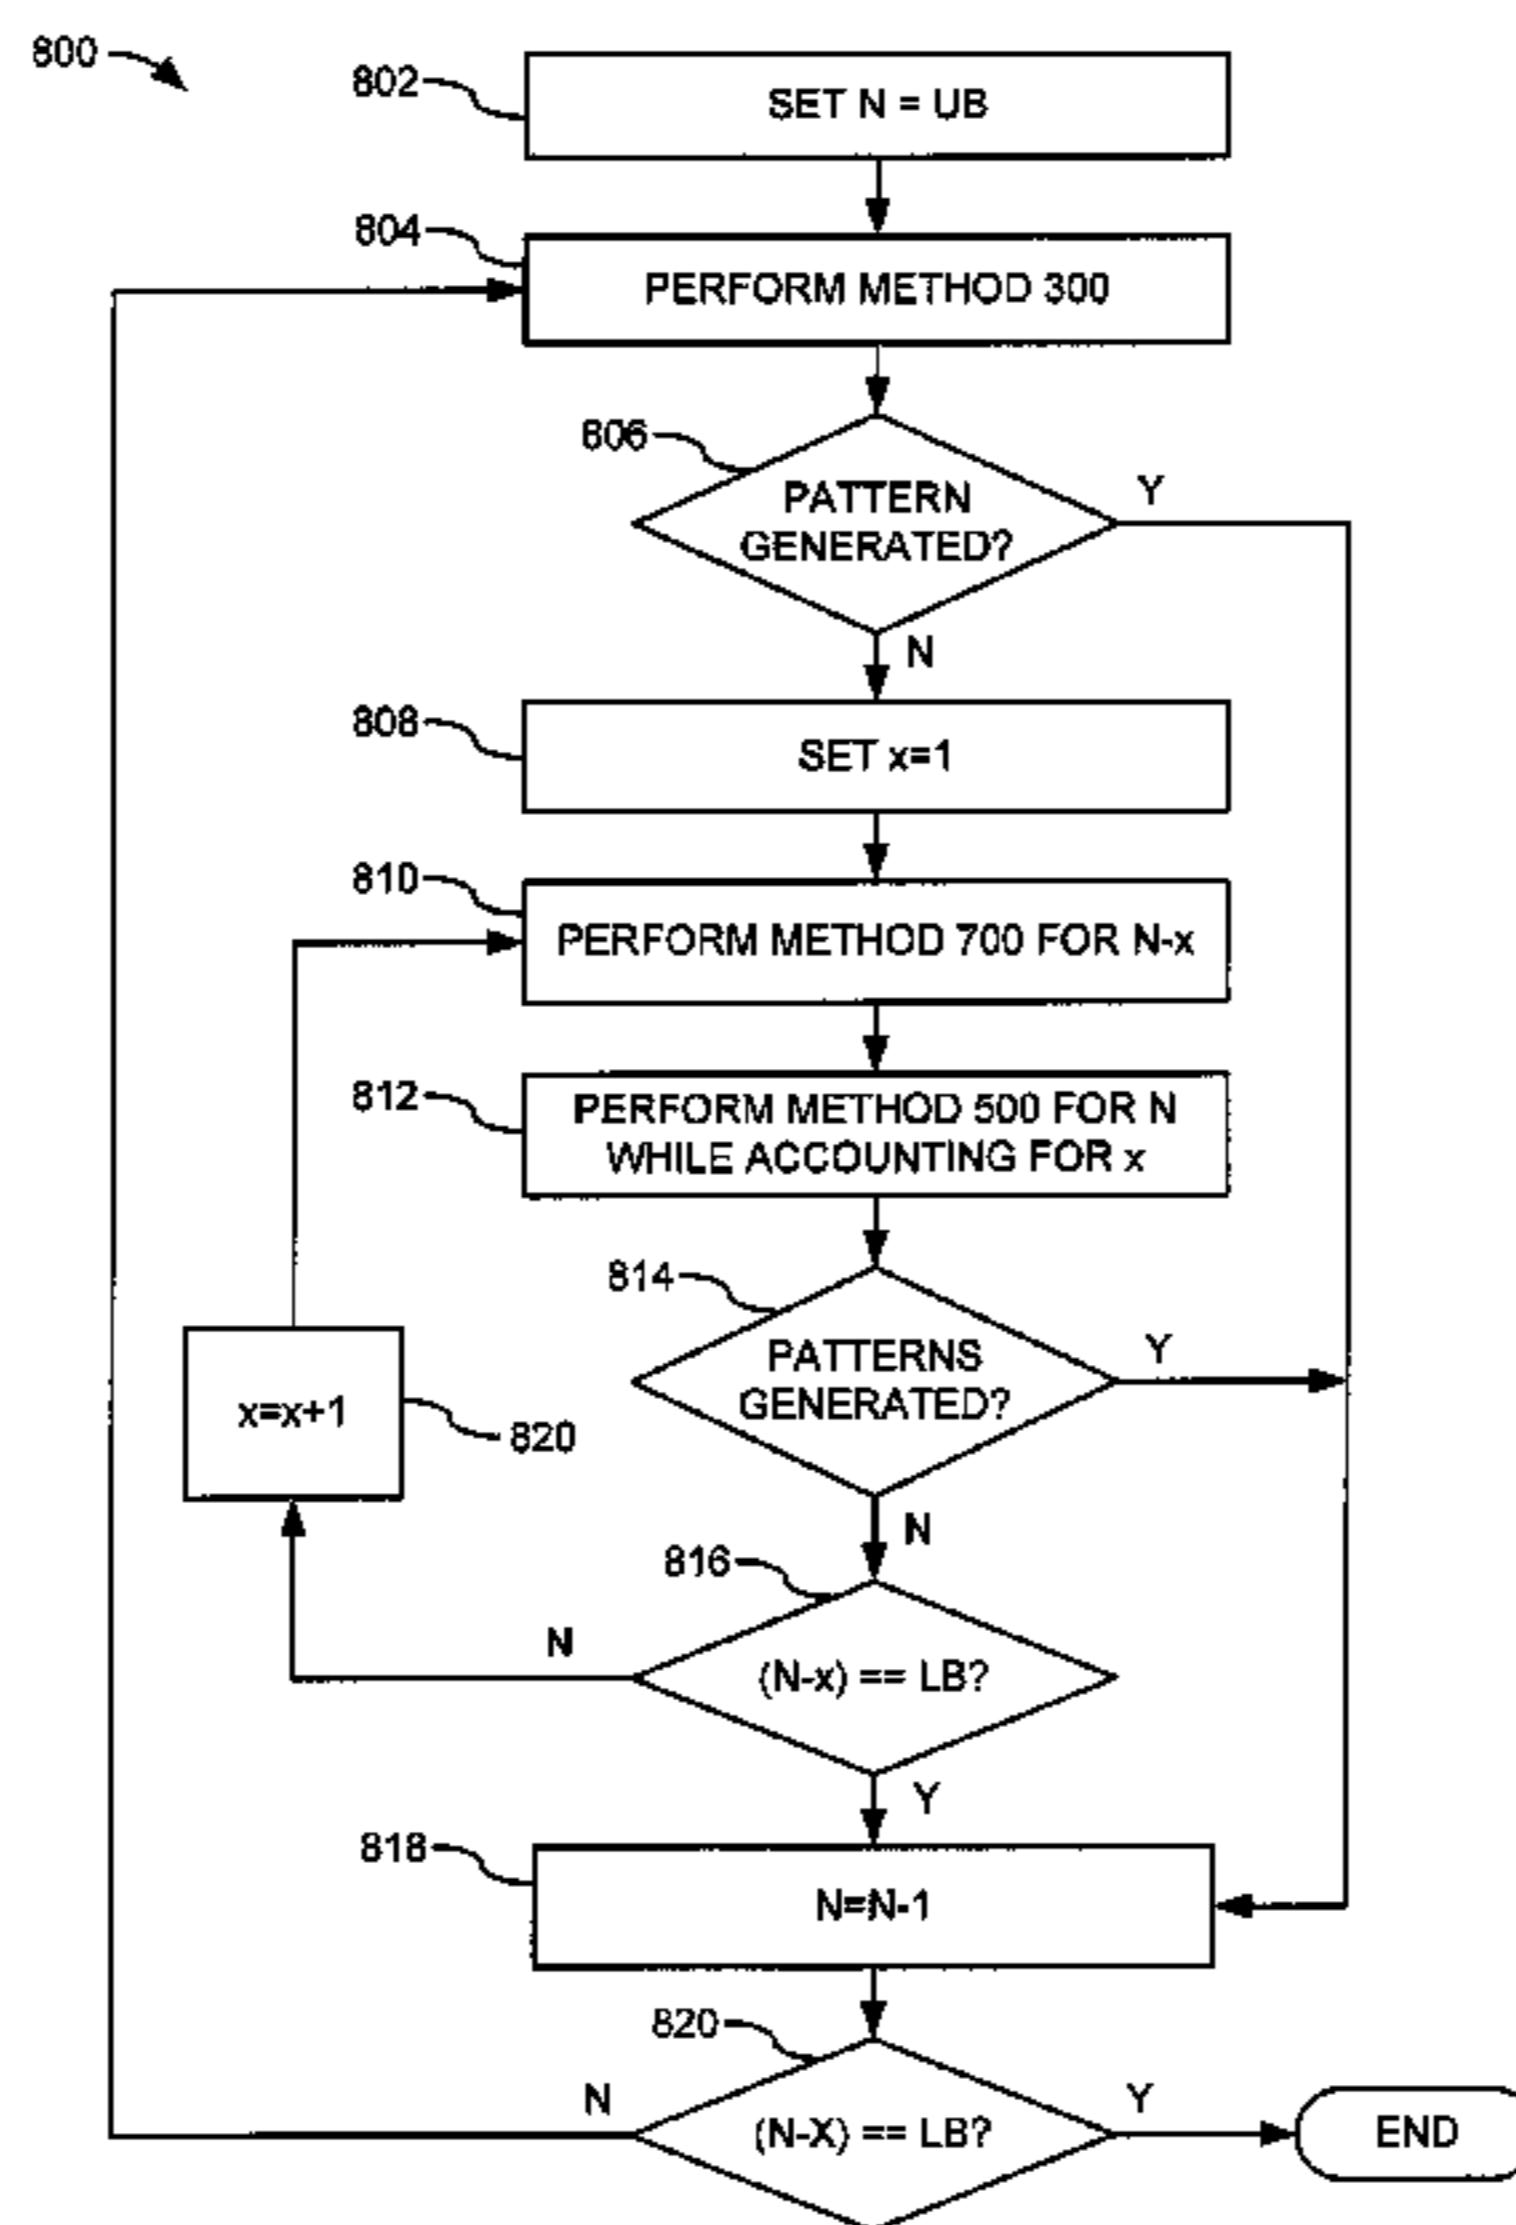 800
802
SET N = UB
804
PERFORM METHOD 300
806
PATTERN
GENERATED?
Y
N
808
SET x=1
810
PERFORM METHOD 700 FOR N-x
812
PERFORM METHOD 500 FOR N
WHILE ACCOUNTING FOR x
814
PATTERNS
GENERATED?
Y
x=x+1
820
N
816
N
(N-x) == LB?
Y
818
N=N-1
820
N
(N-X) == LB?
Y
END